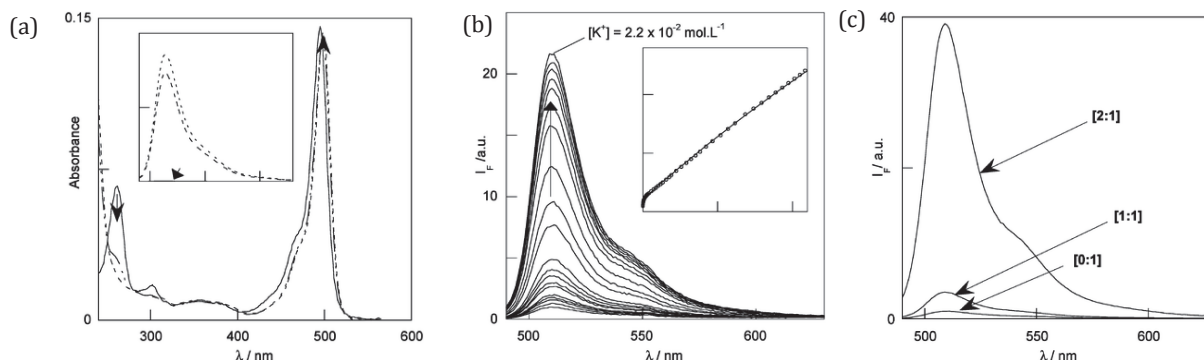 (a)
0.15
Absorbance
0
300
400
500
600
λ / nm
(b)
[K⁺] = 2.2 x 10⁻² mol.L⁻¹
20
10
0
I_F /a.u.
500
550
600
λ / nm
(c)
40
I_F / a.u.
0
[2:1]
[1:1]
[0:1]
500
550
600
λ / nm